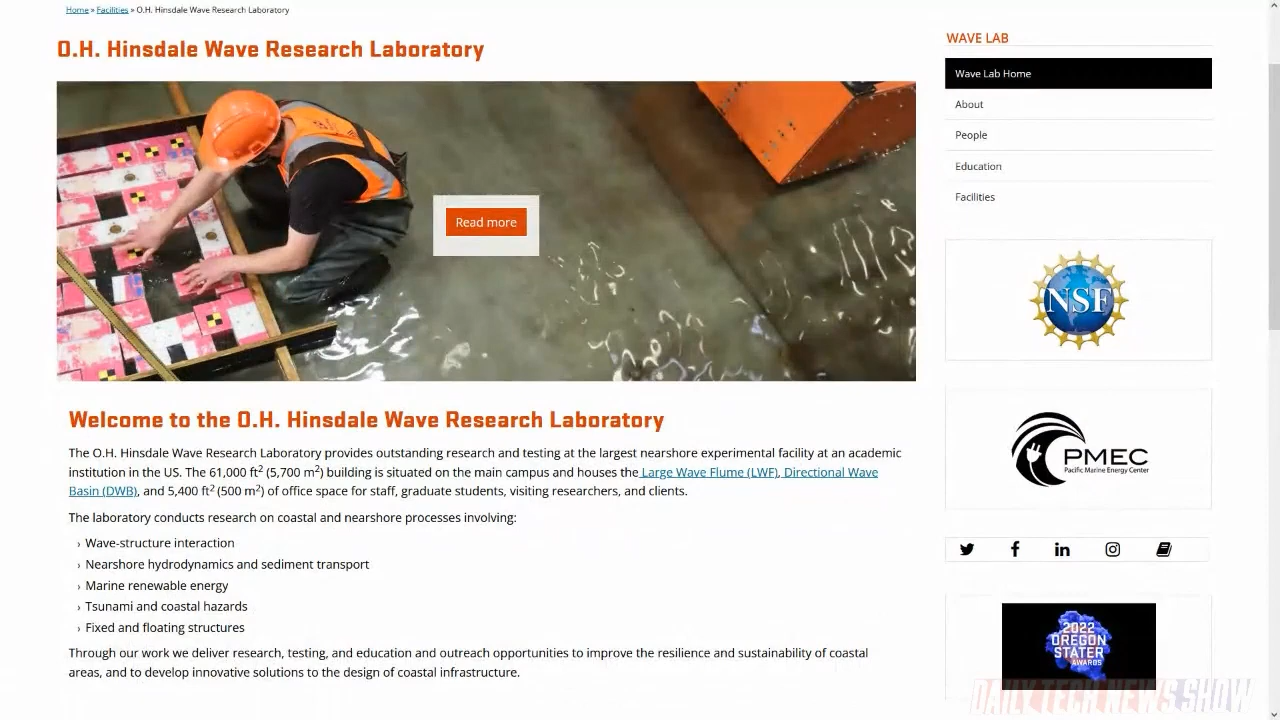 Home » Facilities » O.H. Hinsdale Wave Research Laboratory
O.H. Hinsdale Wave Research Laboratory
Read more
Welcome to the O.H. Hinsdale Wave Research Laboratory
The O.H. Hinsdale Wave Research Laboratory provides outstanding research and testing at the largest nearshore experimental facility at an academic
institution in the US. The 61,000 ft² (5,700 m²) building is situated on the main campus and houses the Large Wave Flume (LWF), Directional Wave
Basin (DWB), and 5,400 ft² (500 m²) of office space for staff, graduate students, visiting researchers, and clients.
The laboratory conducts research on coastal and nearshore processes involving:
› Wave-structure interaction
› Nearshore hydrodynamics and sediment transport
› Marine renewable energy
› Tsunami and coastal hazards
› Fixed and floating structures
Through our work we deliver research, testing, and education and outreach opportunities to improve the resilience and sustainability of coastal
areas, and to develop innovative solutions to the design of coastal infrastructure.
WAVE LAB
Wave Lab Home
About
People
Education
Facilities
NSF
PMEC
Pacific Marine Energy Center
2022
OREGON
STATER
AWARDS
DAILY TECH NEWS SHOW